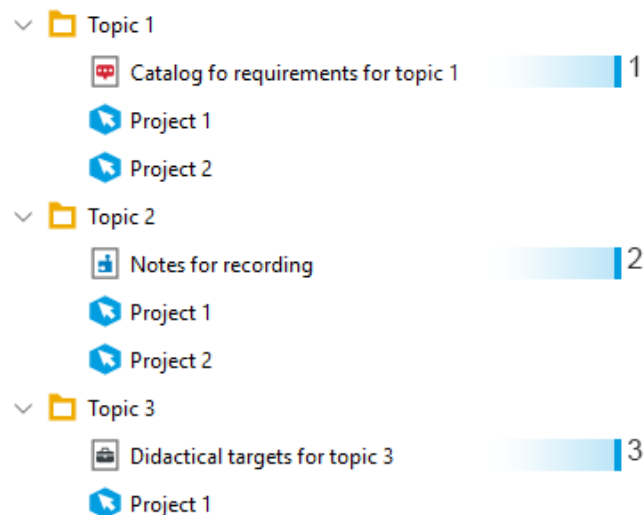 Topic 1
Catalog fo requirements for topic 1 1
Project 1
Project 2
Topic 2
Notes for recording 2
Project 1
Project 2
Topic 3
Didactical targets for topic 3 3
Project 1